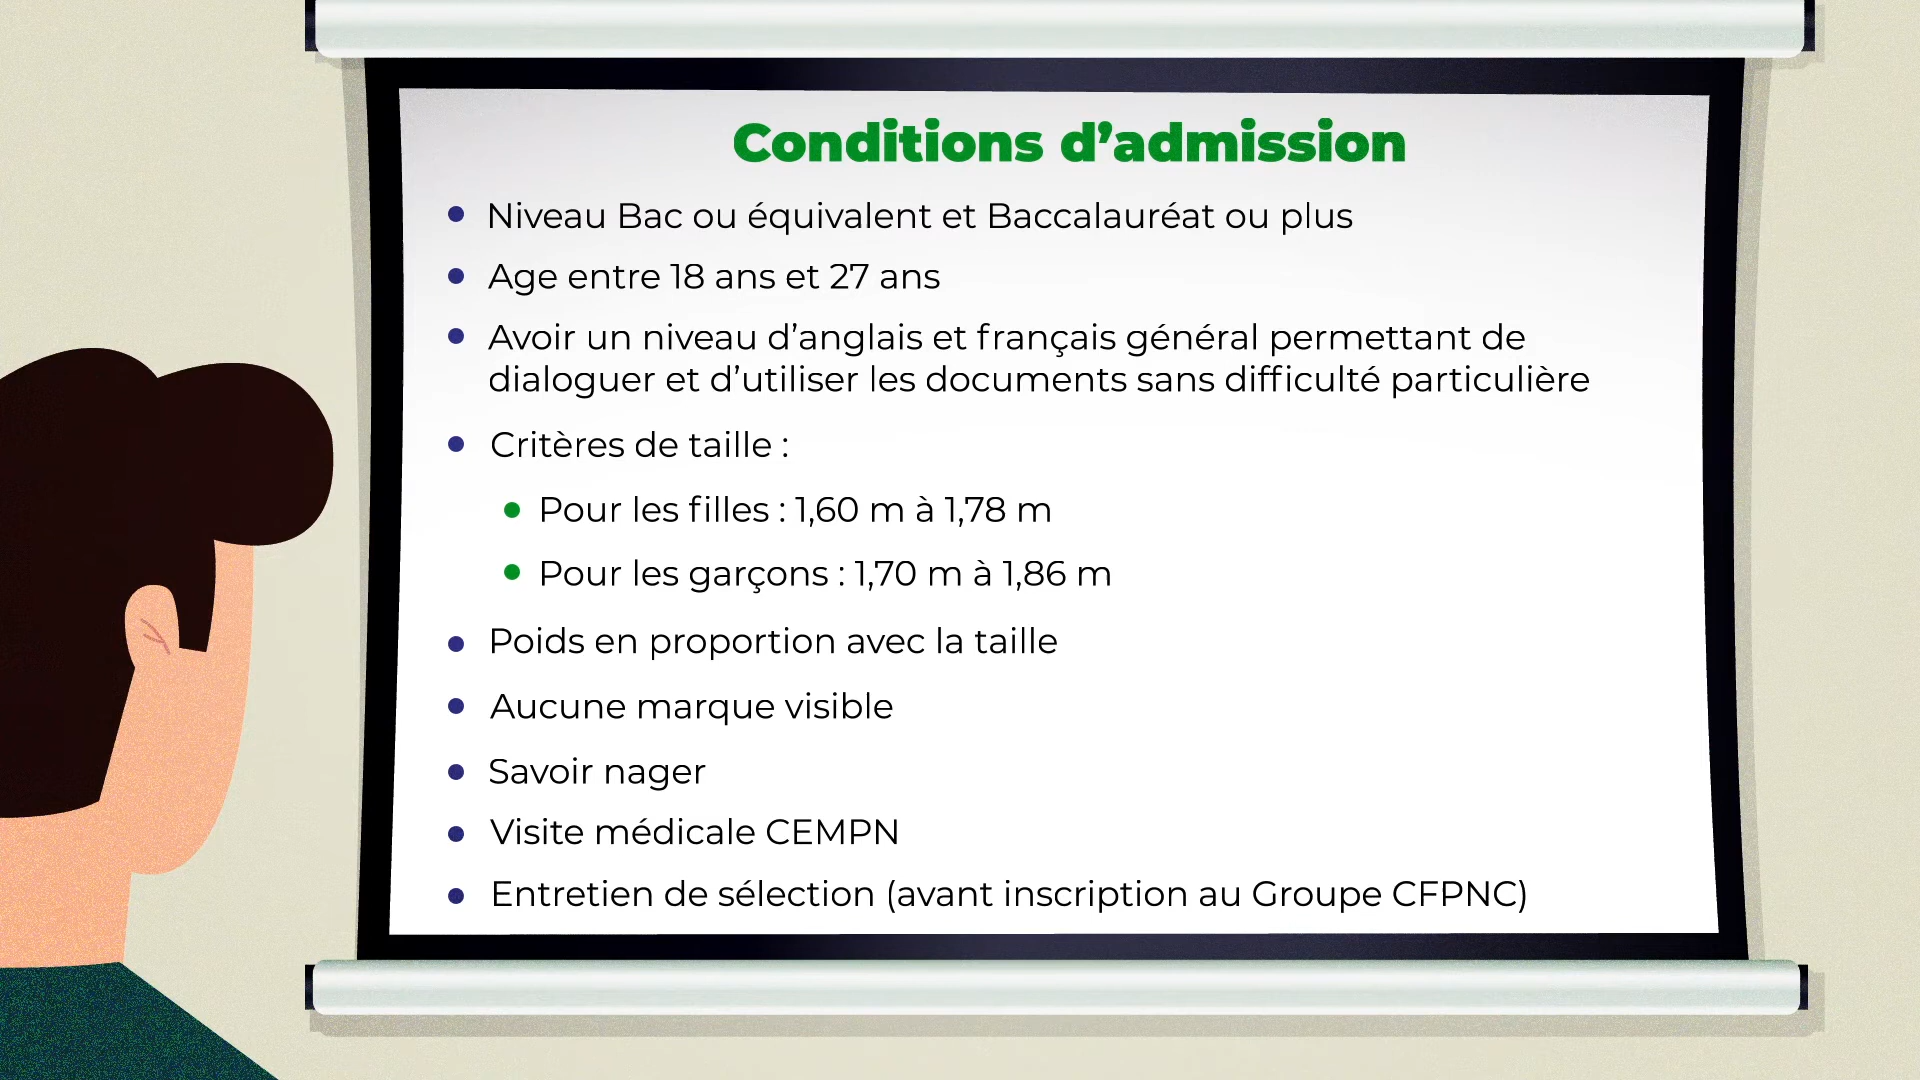 Conditions d’admission
Niveau Bac ou équivalent et Baccalauréat ou plus
Age entre 18 ans et 27 ans
Avoir un niveau d’anglais et français général permettant de
dialoguer et d’utiliser les documents sans difficulté particulière
Critères de taille :
Pour les filles : 1,60 m à 1,78 m
Pour les garçons : 1,70 m à 1,86 m
Poids en proportion avec la taille
Aucune marque visible
Savoir nager
Visite médicale CEMPN
Entretien de sélection (avant inscription au Groupe CFPNC)